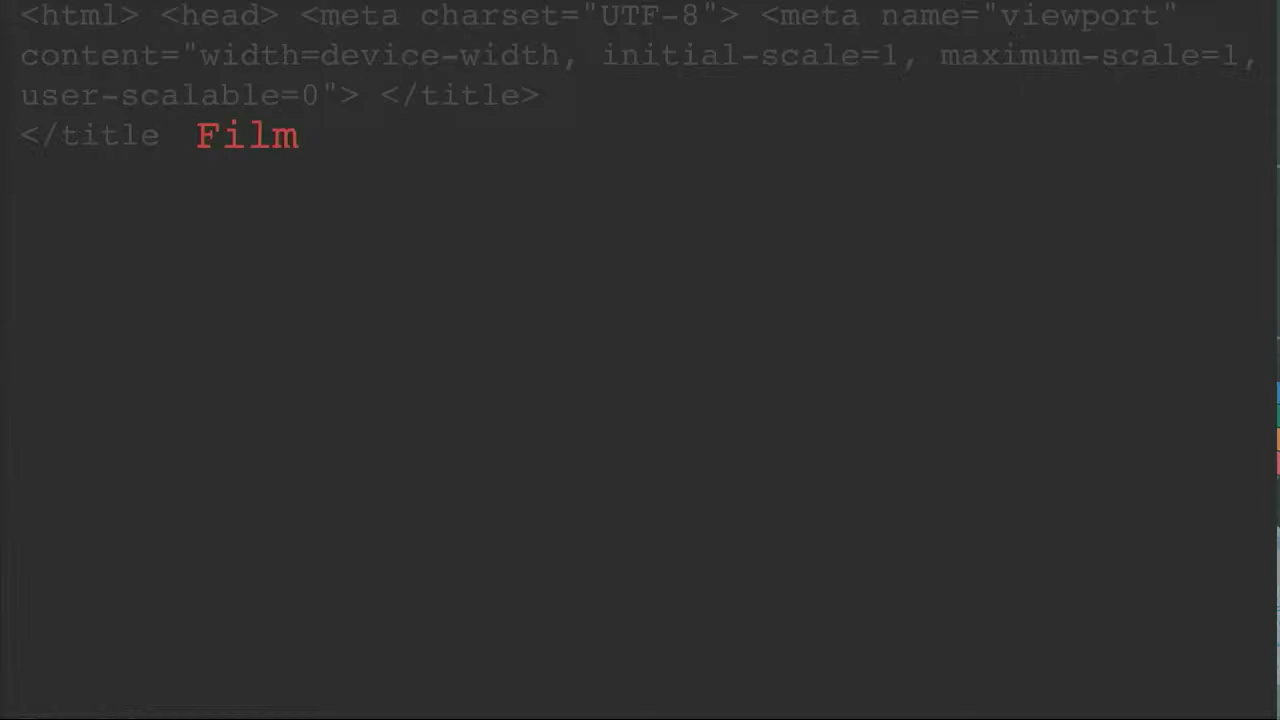 <html> <head> <meta charset="UTF-8"> <meta name="viewport"
content="width=device-width, initial-scale=1, maximum-scale=1,
user-scalable=0"> </title>
</title Film